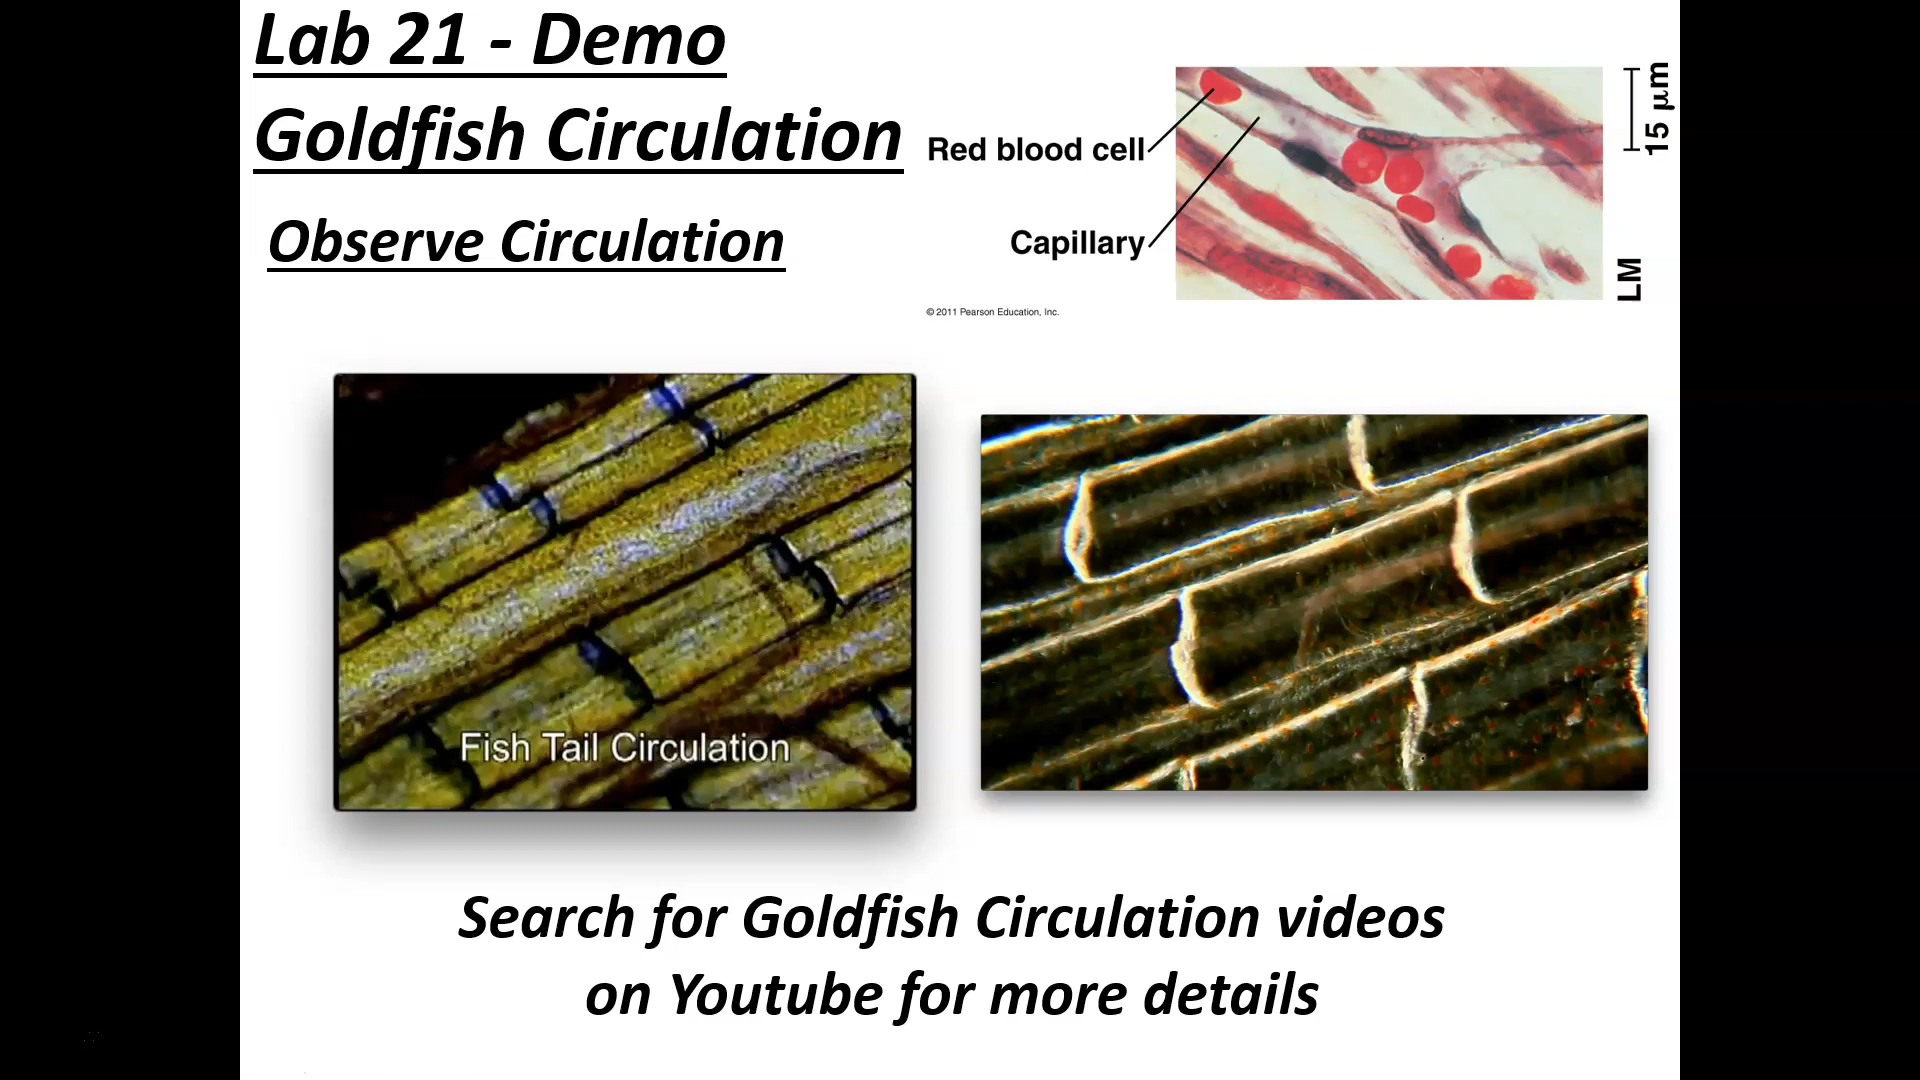 Lab 21 - Demo
Goldfish Circulation
Observe Circulation
Red blood cell
Capillary
15 µm
LM
© 2011 Pearson Education, Inc.
Fish Tail Circulation
Search for Goldfish Circulation videos
on Youtube for more details